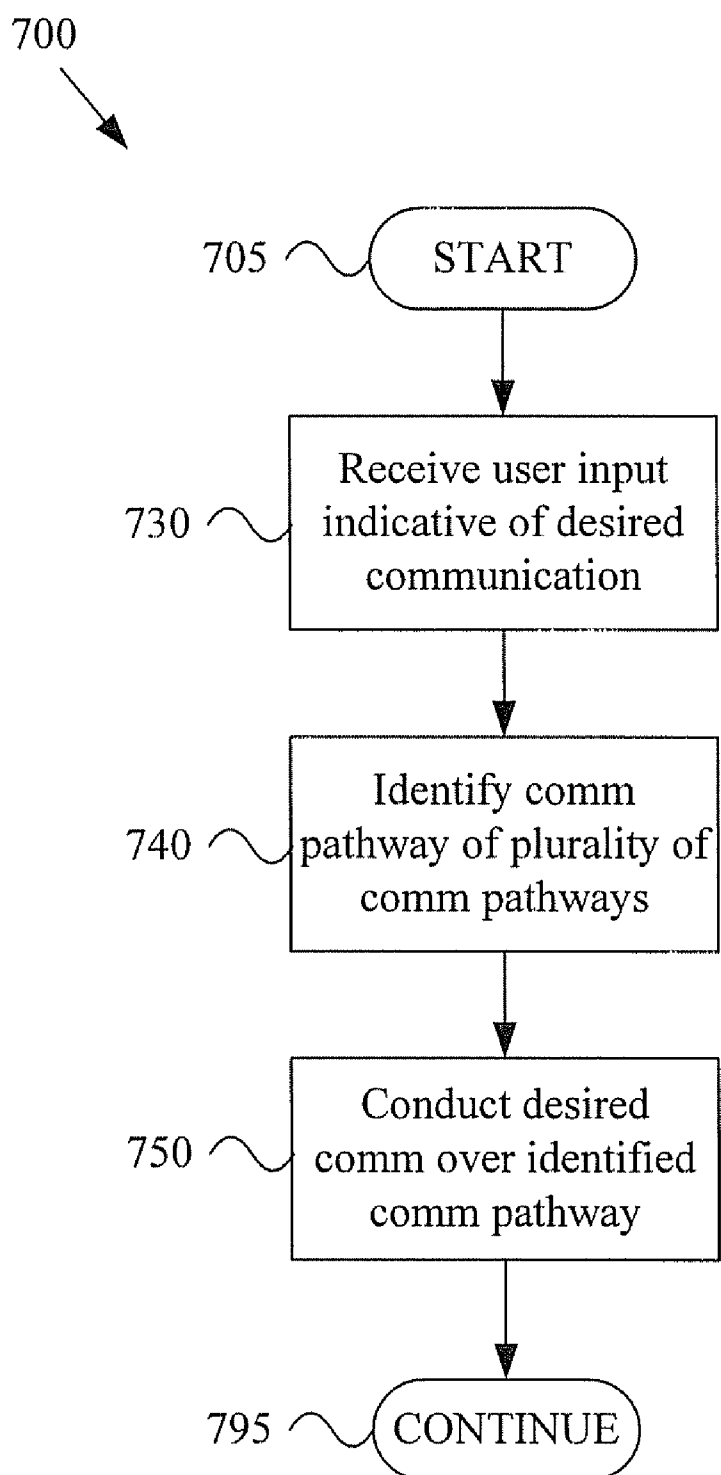 700
705
START
730
Receive user input
indicative of desired
communication
740
Identify comm
pathway of plurality of
comm pathways
750
Conduct desired
comm over identified
comm pathway
795
CONTINUE